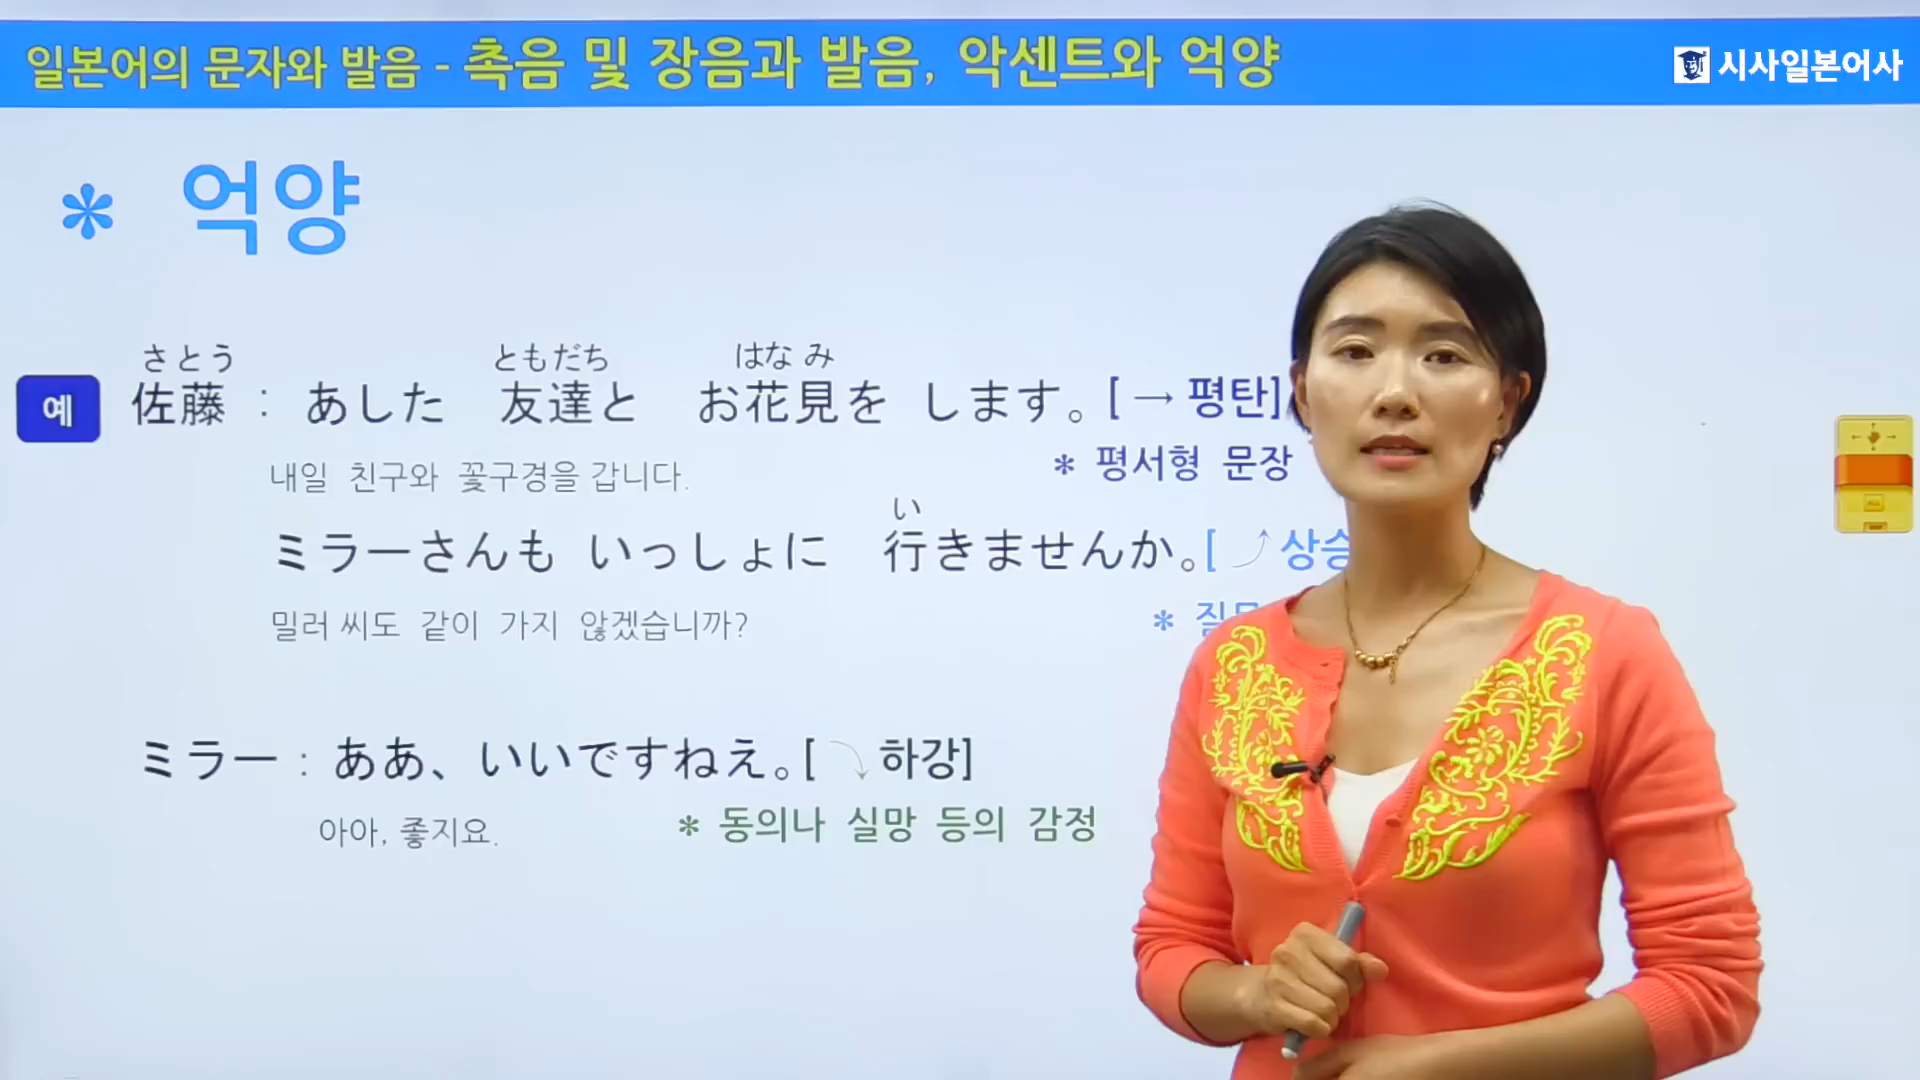 일본어의 문자와 발음 - 촉음 및 장음과 발음, 악센트와 억양
시사일본어사
* 억양
さとう ともだち はなみ
예 佐藤 : あした 友達と お花見を します。[ → 평탄]
내일 친구와 꽃구경을 갑니다.
* 평서형 문장
い
ミラーさんも いっしょに 行きませんか。[ ⤴ 상승
밀러 씨도 같이 가지 않겠습니까?
* 질문
ミラー : ああ、いいですねえ。[ ⤵ 하강]
아아, 좋지요.
* 동의나 실망 등의 감정